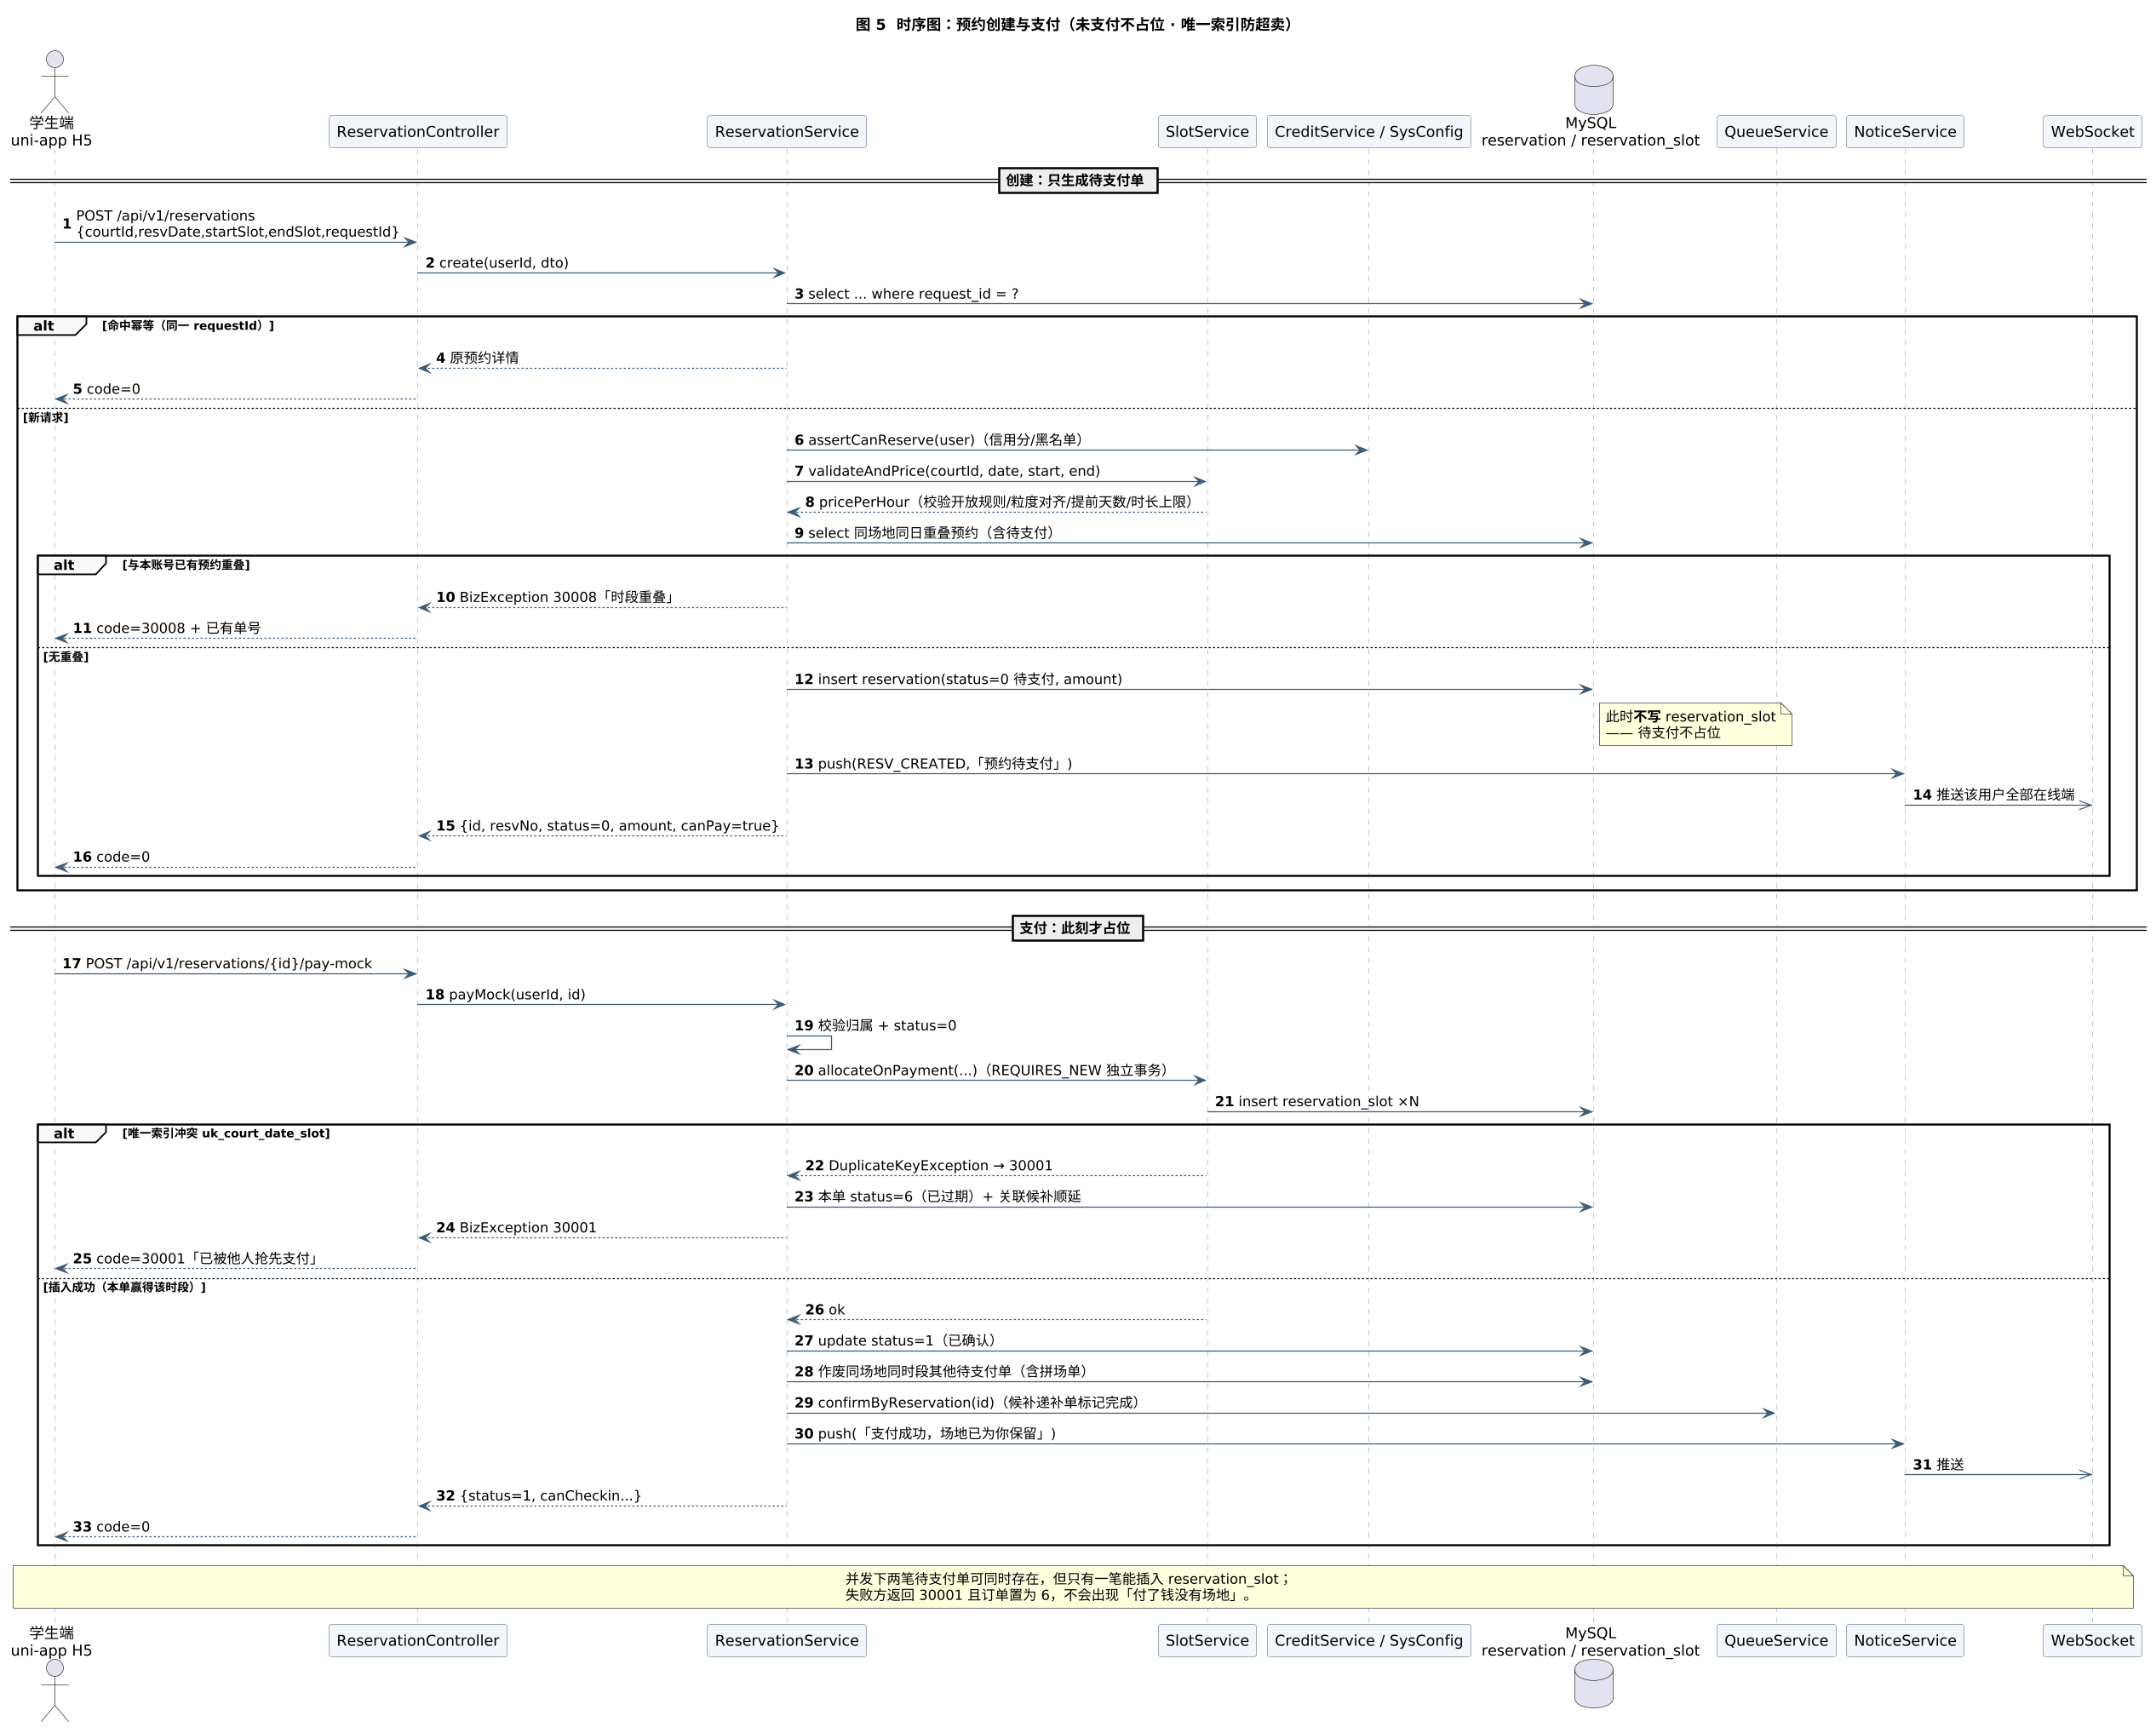 图 5  时序图：预约创建与支付（未支付不占位 · 唯一索引防超卖）
学生端
uni-app H5
ReservationController
ReservationService
SlotService
CreditService / SysConfig
MySQL
reservation / reservation_slot
QueueService
NoticeService
WebSocket
创建：只生成待支付单
1 POST /api/v1/reservations
{courtId,resvDate,startSlot,endSlot,requestId}
2 create(userId, dto)
3 select ... where request_id = ?
alt [命中幂等（同一 requestId）]
4 原预约详情
5 code=0
[新请求]
6 assertCanReserve(user)（信用分/黑名单）
7 validateAndPrice(courtId, date, start, end)
8 pricePerHour（校验开放规则/粒度对齐/提前天数/时长上限）
9 select 同场地同日重叠预约（含待支付）
alt [与本账号已有预约重叠]
10 BizException 30008「时段重叠」
11 code=30008 + 已有单号
[无重叠]
12 insert reservation(status=0 待支付, amount)
此时不写 reservation_slot
—— 待支付不占位
13 push(RESV_CREATED,「预约待支付」)
14 推送该用户全部在线端
15 {id, resvNo, status=0, amount, canPay=true}
16 code=0
支付：此刻才占位
17 POST /api/v1/reservations/{id}/pay-mock
18 payMock(userId, id)
19 校验归属 + status=0
20 allocateOnPayment(...)（REQUIRES_NEW 独立事务）
21 insert reservation_slot ×N
alt [唯一索引冲突 uk_court_date_slot]
22 DuplicateKeyException → 30001
23 本单 status=6（已过期）+ 关联候补顺延
24 BizException 30001
25 code=30001「已被他人抢先支付」
[插入成功（本单赢得该时段）]
26 ok
27 update status=1（已确认）
28 作废同场地同时段其他待支付单（含拼场单）
29 confirmByReservation(id)（候补递补单标记完成）
30 push(「支付成功，场地已为你保留」)
31 推送
32 {status=1, canCheckin...}
33 code=0
并发下两笔待支付单可同时存在，但只有一笔能插入 reservation_slot；
失败方返回 30001 且订单置为 6，不会出现「付了钱没有场地」。
学生端
uni-app H5
ReservationController
ReservationService
SlotService
CreditService / SysConfig
MySQL
reservation / reservation_slot
QueueService
NoticeService
WebSocket